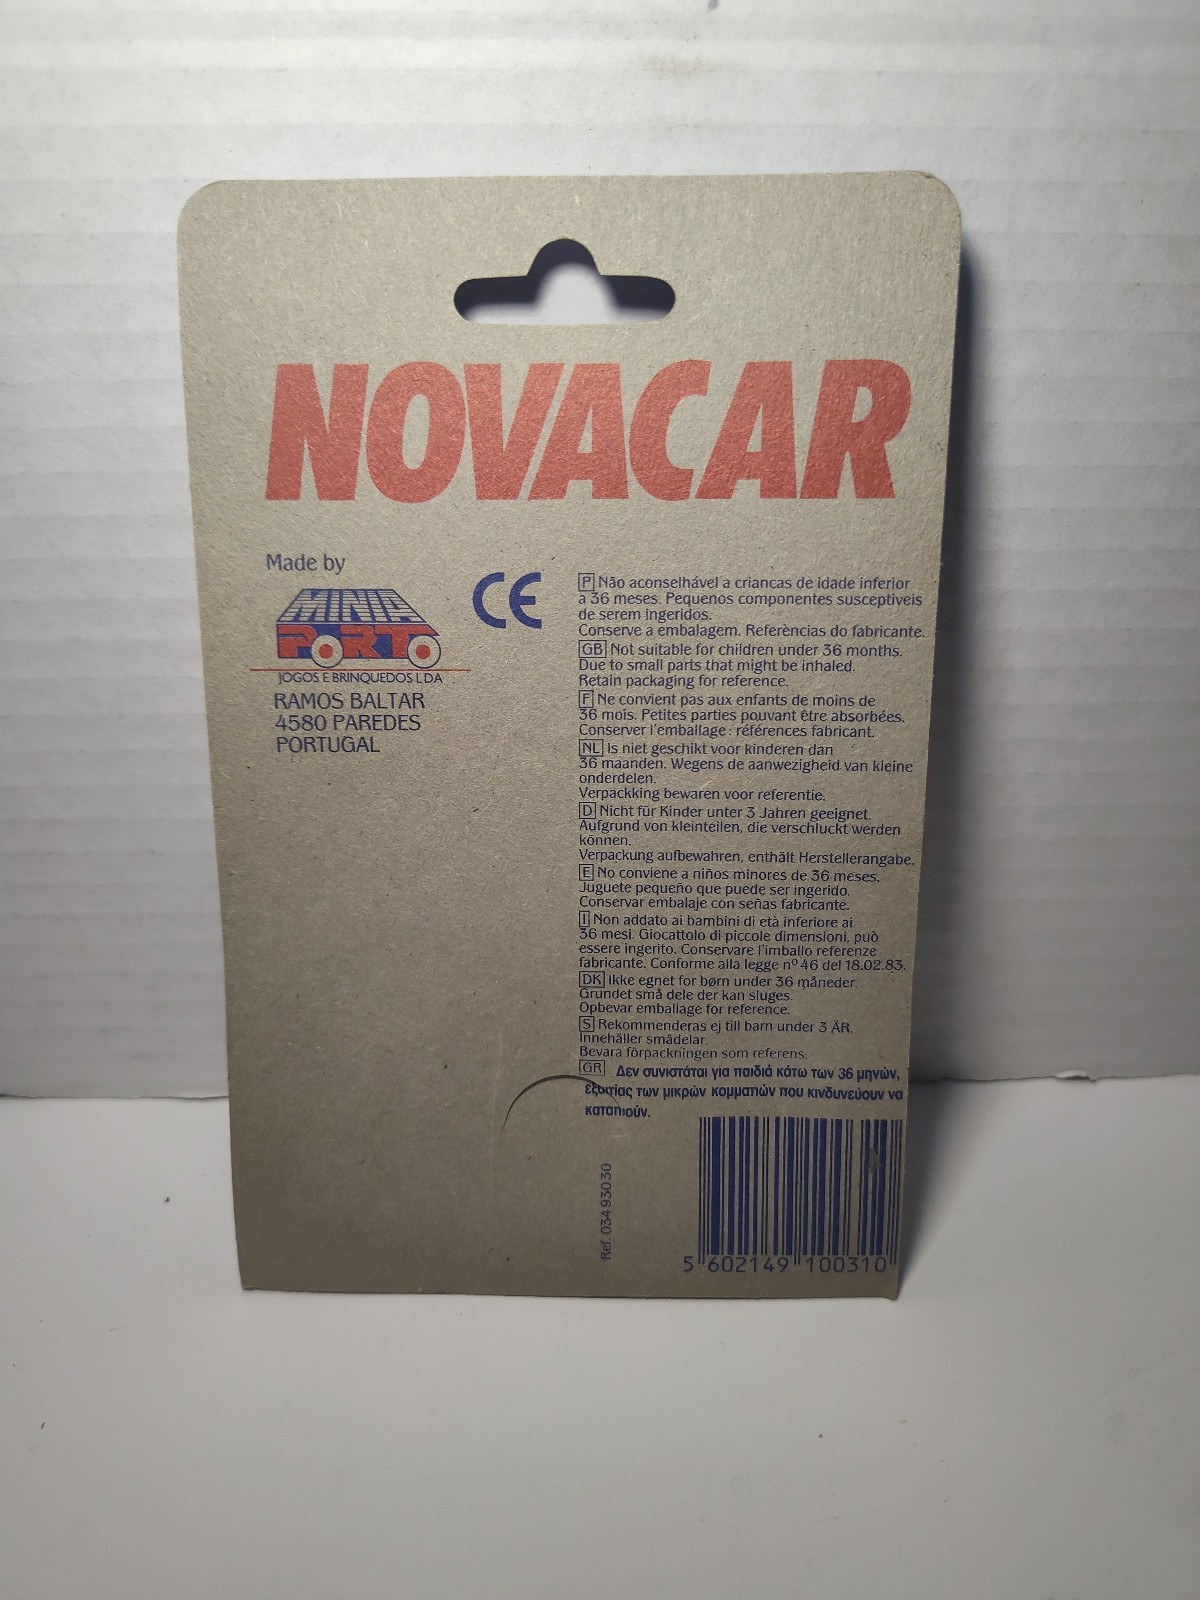 NOVACAR
Made by
MINIA
PORTO
JOGOS E BRINQUEDOS LDA
RAMOS BALTAR
4580 PAREDES
PORTUGAL
CE
P Não aconselhável a criancas de idade inferior
a 36 meses. Pequenos componentes susceptiveis
de serem ingeridos.
Conserve a embalagem. Referèncias do fabricante.
GB Not suitable for children under 36 months.
Due to small parts that might be inhaled.
Retain packaging for reference.
F Ne convient pas aux enfants de moins de
36 mois. Petites parties pouvant être absorbées.
Conserver l'emballage : références fabricant.
NL Is niet geschikt voor kinderen dan
36 maanden. Wegens de aanwezigheid van kleine
onderdelen.
Verpackking bewaren voor referentie.
D Nicht für Kinder unter 3 Jahren geeignet.
Aufgrund von kleinteilen, die verschluckt werden
können.
Verpackung aufbewahren, enthält Herstellerangabe.
E No conviene a niños minores de 36 meses.
Juguete pequeño que puede ser ingerido.
Conservar embalaje con señas fabricante.
I Non addato ai bambini di età inferiore ai
36 mesi. Giocattolo di piccole dimensioni, può
essere ingerito. Conservare l'imballo referenze
fabricante. Conforme alla legge nº 46 del 18.02.83.
DK Ikke egnet for børn under 36 måneder.
Grundet små dele der kan sluges.
Opbevar emballage for reference.
S Rekommenderas ej till barn under 3 ÄR.
Innehäller smädelar.
Bevara förpackningen som referens.
GR Δεν συνιστάται για παιδιά κάτω των 36 μηνών,
εξαιτίας των μικρών κομματιών που κινδυνεύουν να
καταπιούν.
Ref. 034 930 30
5 602149 100310